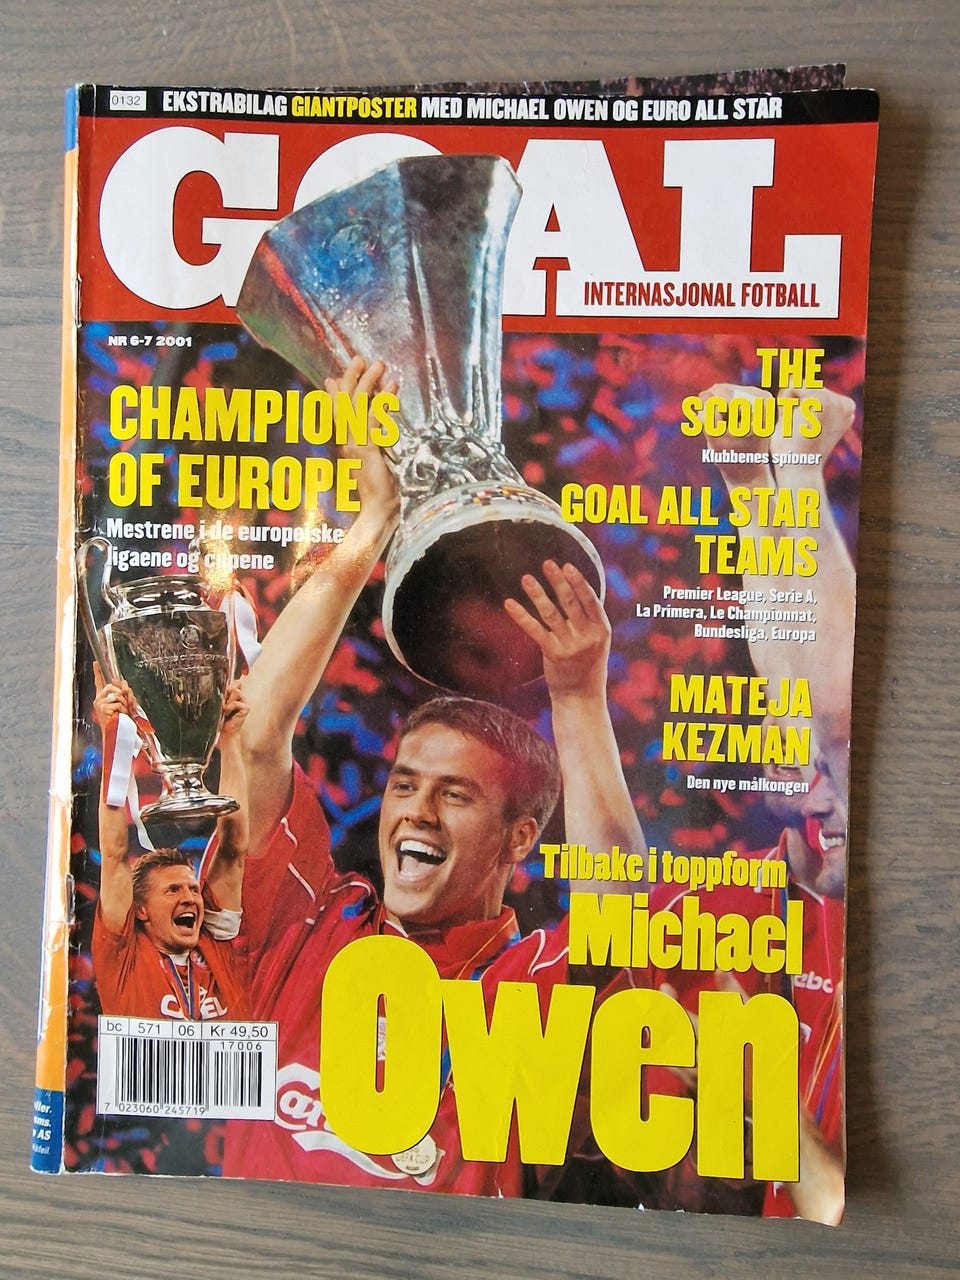 0132
EKSTRABILAG GIANTPOSTER MED MICHAEL OWEN OG EURO ALL STAR
GOAL
INTERNASJONAL FOTBALL
NR 6-7 2001
CHAMPIONS
OF EUROPE
Mestrene i de europeiske
ligaene og cupene
THE
SCOUTS
Klubbenes spioner
GOAL ALL STAR
TEAMS
Premier League, Serie A,
La Primera, Le Championnat,
Bundesliga, Europa
MATEJA
KEZMAN
Den nye målkongen
Tilbake i toppform
Michael
Owen
bc 571 06 Kr 49,50
17006
7 023060 245719
UEFA CUP
AS